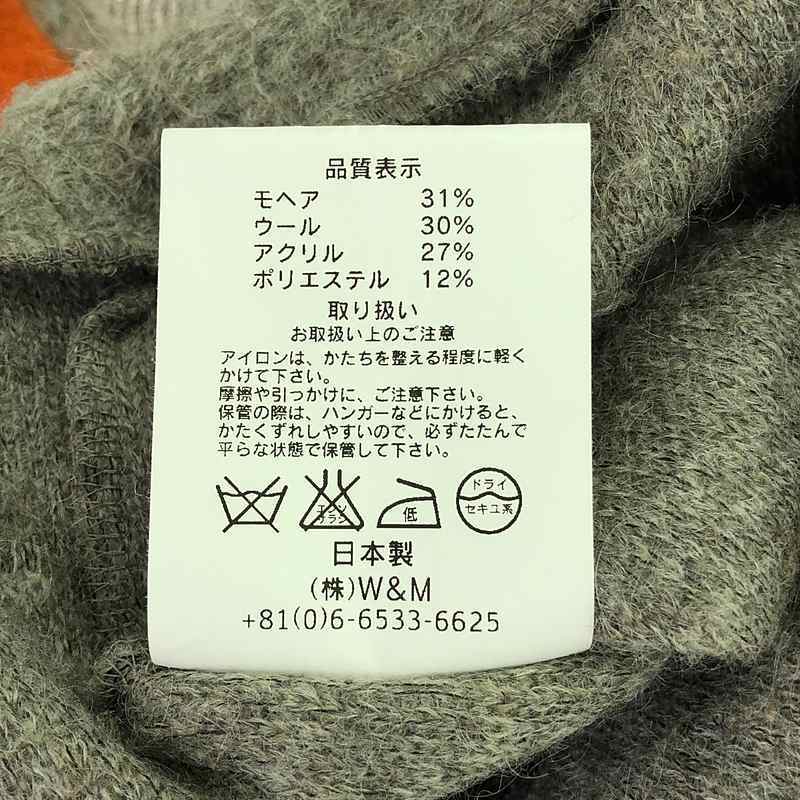 品質表示
モヘア 31%
ウール 30%
アクリル 27%
ポリエステル 12%
取り扱い
お取扱い上のご注意
アイロンは、かたちを整える程度に軽く
かけて下さい。
摩擦や引っかけに、ご注意下さい。
保管の際は、ハンガーなどにかけると、
かたくずれしやすいので、必ずたたんで
平らな状態で保管して下さい。
エンソ
サラシ
低
ドライ
セキユ系
日本製
(株)W&M
+81(0)6-6533-6625